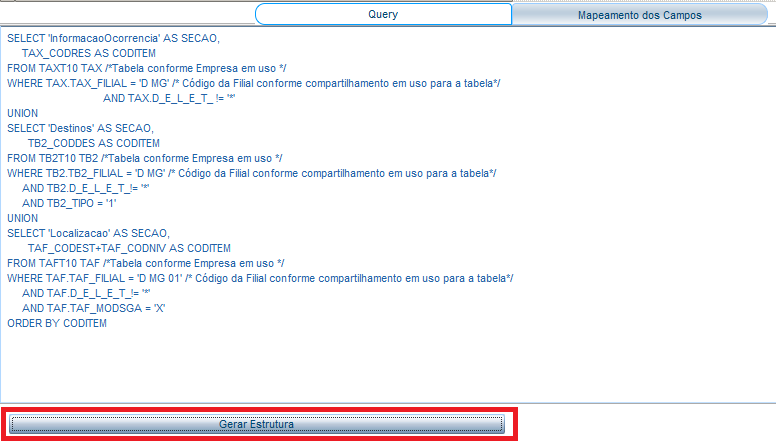 Query
Mapeamento dos Campos
SELECT 'InformacaoOcorrencia' AS SECAO,
TAX_CODRES AS CODITEM
FROM TAXT10 TAX /*Tabela conforme Empresa em uso */
WHERE TAX.TAX_FILIAL = 'D MG' /* Código da Filial conforme compartilhamento em uso para a tabela*/
AND TAX.D_E_L_E_T_ != '*'
UNION
SELECT 'Destinos' AS SECAO,
TB2_CODDES AS CODITEM
FROM TB2T10 TB2 /*Tabela conforme Empresa em uso */
WHERE TB2.TB2_FILIAL = 'D MG' /* Código da Filial conforme compartilhamento em uso para a tabela*/
AND TB2.D_E_L_E_T_!= '*'
AND TB2_TIPO = '1'
UNION
SELECT 'Localizacao' AS SECAO,
TAF_CODEST+TAF_CODNIV AS CODITEM
FROM TAFT10 TAF /*Tabela conforme Empresa em uso */
WHERE TAF.TAF_FILIAL = 'D MG 01' /* Código da Filial conforme compartilhamento em uso para a tabela*/
AND TAF.D_E_L_E_T_!= '*'
AND TAF.TAF_MODSGA = 'X'
ORDER BY CODITEM
Gerar Estrutura